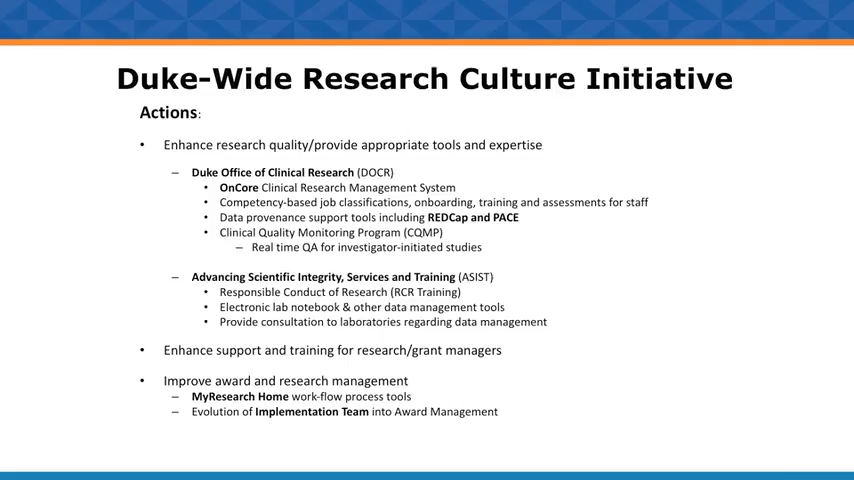 Duke-Wide Research Culture Initiative
Actions:
• Enhance research quality/provide appropriate tools and expertise
– Duke Office of Clinical Research (DOCR)
• OnCore Clinical Research Management System
• Competency-based job classifications, onboarding, training and assessments for staff
• Data provenance support tools including REDCap and PACE
• Clinical Quality Monitoring Program (CQMP)
– Real time QA for investigator-initiated studies
– Advancing Scientific Integrity, Services and Training (ASIST)
• Responsible Conduct of Research (RCR Training)
• Electronic lab notebook & other data management tools
• Provide consultation to laboratories regarding data management
• Enhance support and training for research/grant managers
• Improve award and research management
– MyResearch Home work-flow process tools
– Evolution of Implementation Team into Award Management